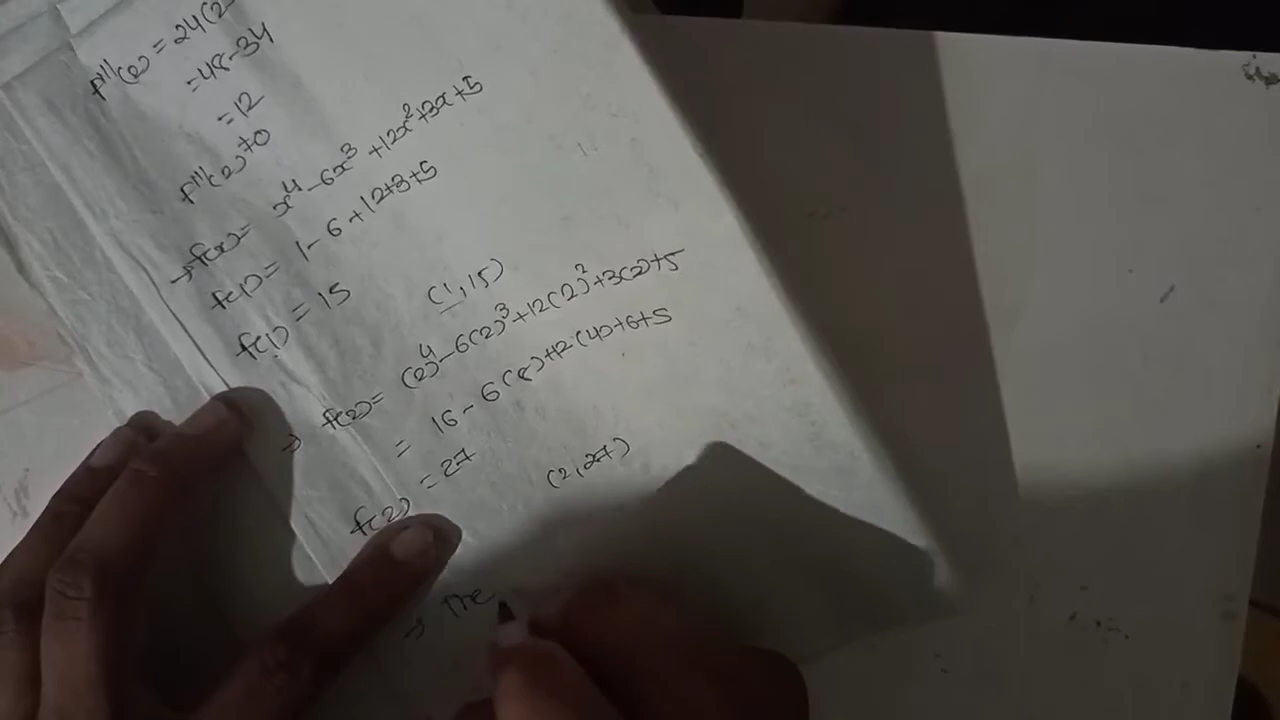 f'''(2) = 24(2
= 48-34
= 12
f'''(2) ≠ 0
→ f(x) = x⁴ - 6x³ + 12x² + 3x + 5
f(1) = 1 - 6 + 12 + 3 + 5
f(1) = 15 (1, 15)
→ f(2) = (2)⁴ - 6(2)³ + 12(2)² + 3(2) + 5
= 16 - 6(8) + 12(4) + 6 + 5
f(2) = 27 (2, 27)
→ The